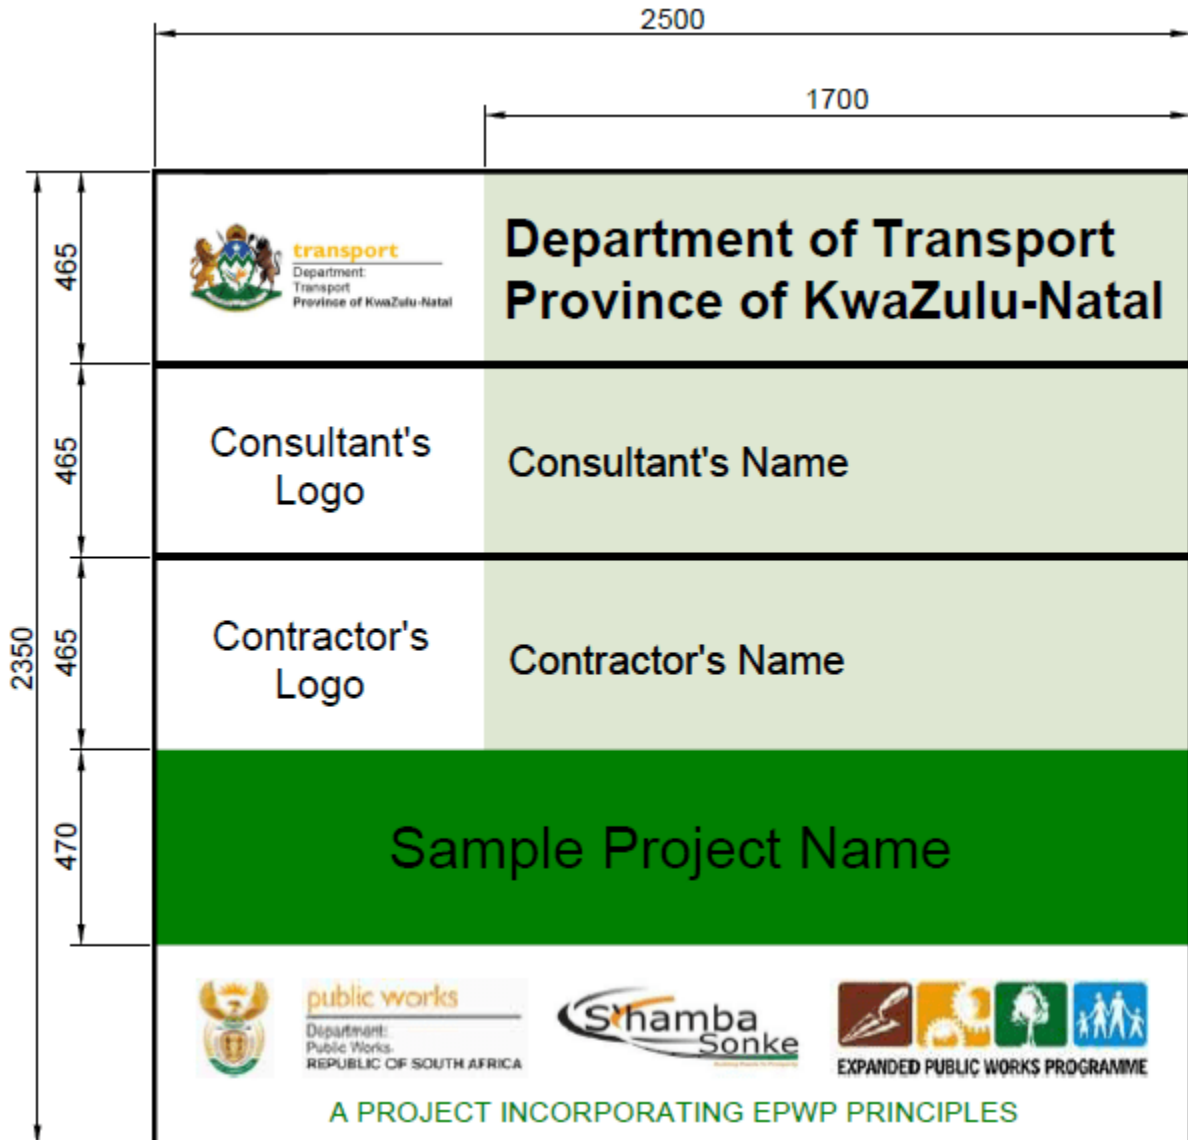 2500
1700
465
transport
Department:
Transport
Province of KwaZulu-Natal
Department of Transport
Province of KwaZulu-Natal
465
Consultant's
Logo
Consultant's Name
2350
465
Contractor's
Logo
Contractor's Name
470
Sample Project Name
public works
Department:
Public Works
REPUBLIC OF SOUTH AFRICA
S'hamba
Sonke
EXPANDED PUBLIC WORKS PROGRAMME
A PROJECT INCORPORATING EPWP PRINCIPLES